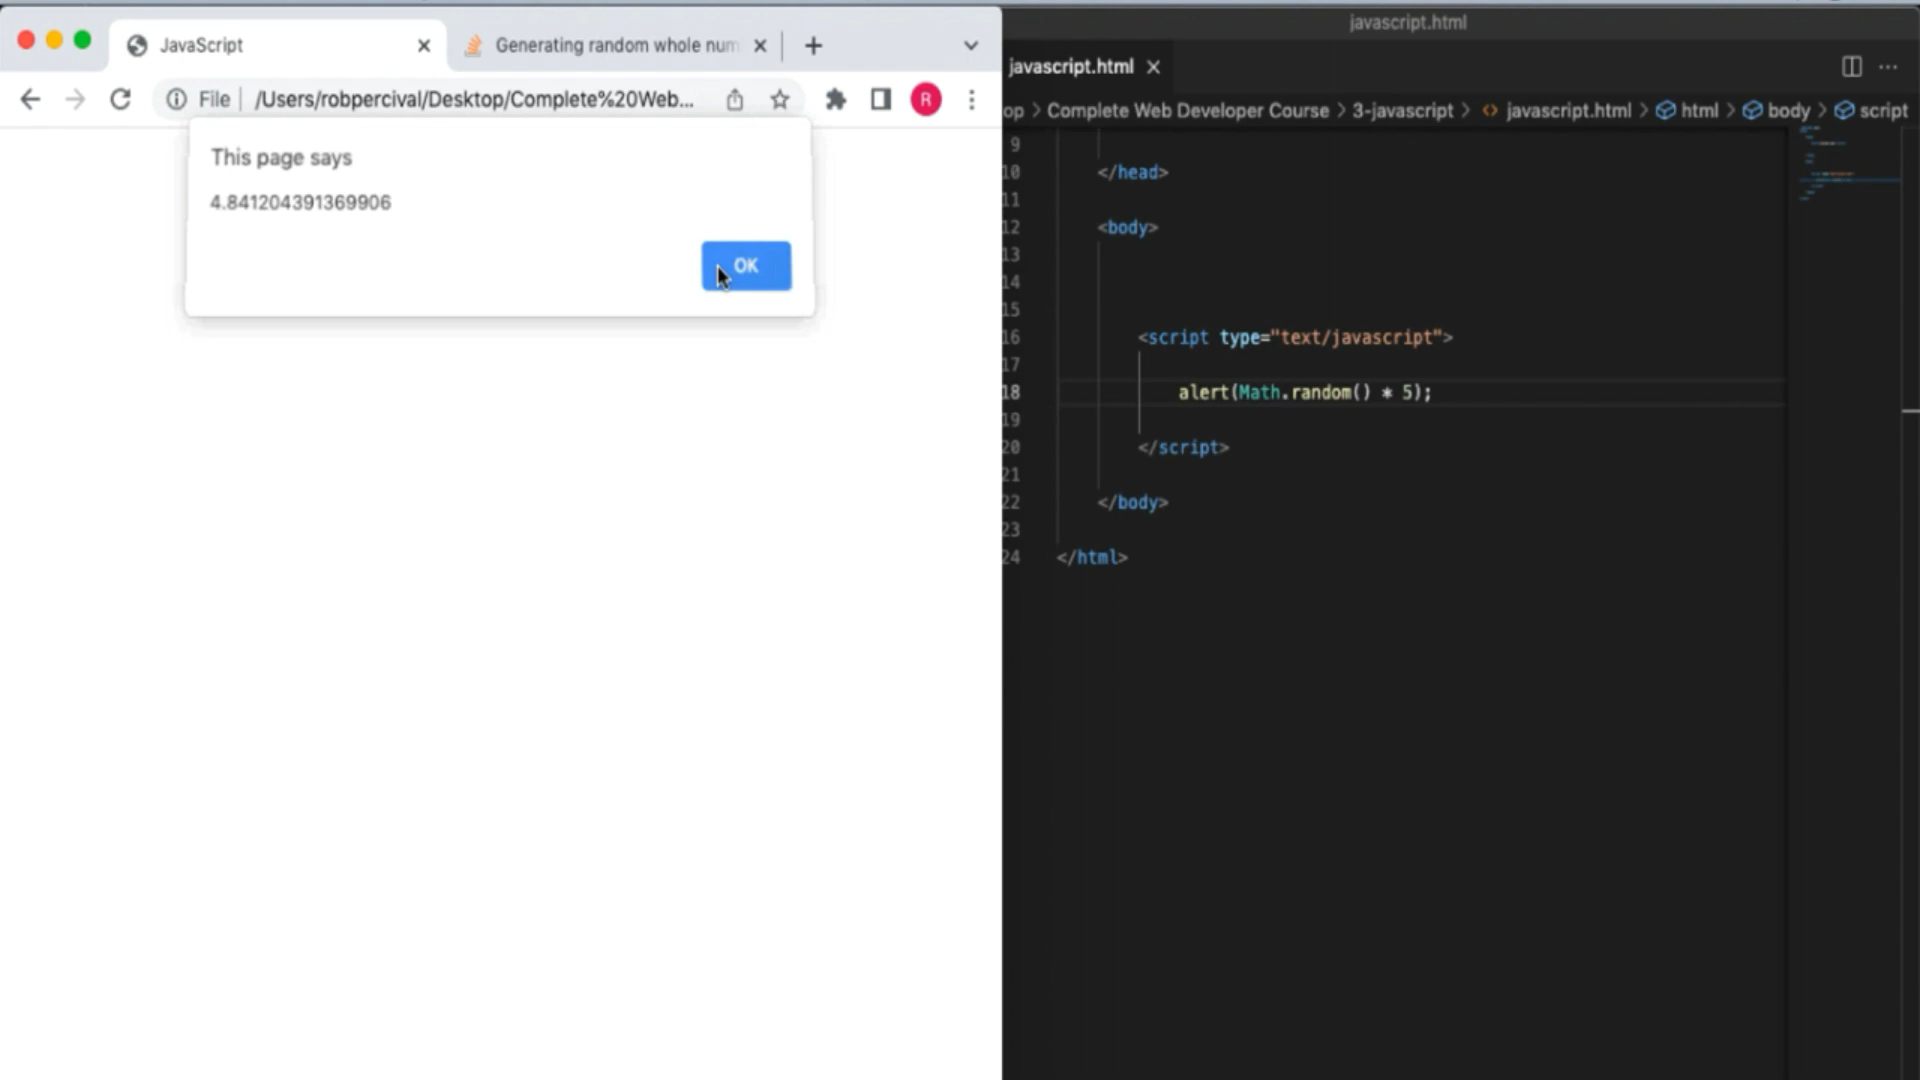 JavaScript
Generating random whole num
File
/Users/robpercival/Desktop/Complete%20Web...
R
This page says
4.841204391369906
OK
javascript.html
javascript.html
op > Complete Web Developer Course > 3-javascript > javascript.html > html > body > script
9
10 </head>
11
12 <body>
13
14
15
16 <script type="text/javascript">
17
18 alert(Math.random() * 5);
19
20 </script>
21
22 </body>
23
24 </html>